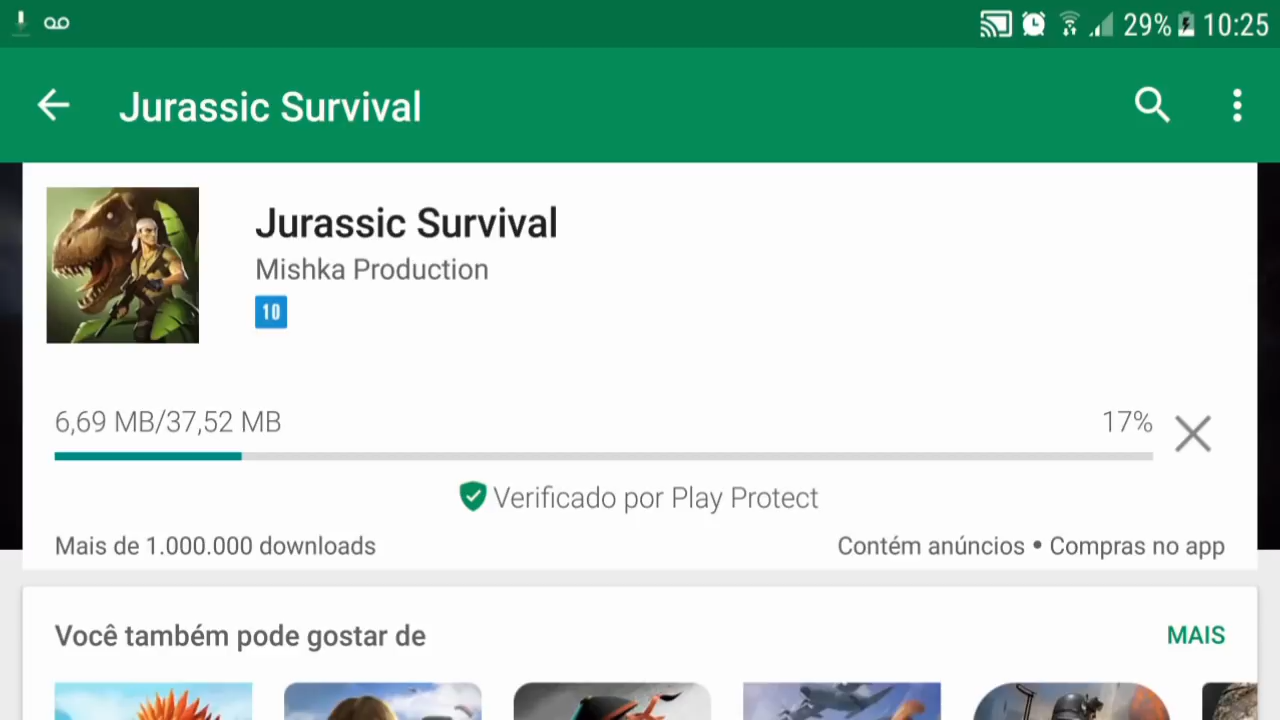 29% 10:25
Jurassic Survival
Jurassic Survival
Mishka Production
10
6,69 MB/37,52 MB 17%
Verificado por Play Protect
Mais de 1.000.000 downloads Contém anúncios • Compras no app
Você também pode gostar de MAIS